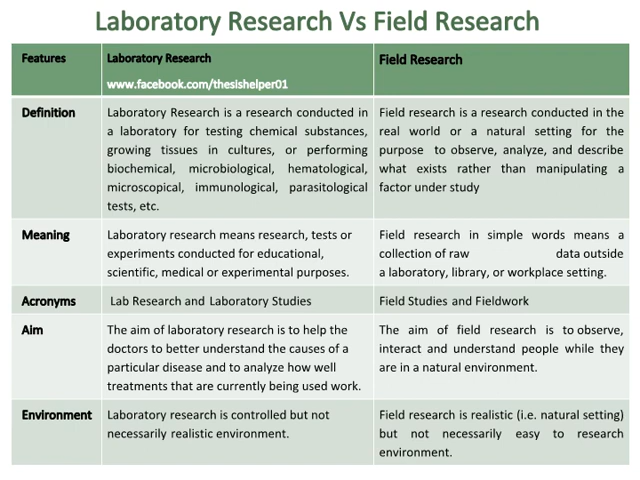 Laboratory Research Vs Field Research
Features
Laboratory Research
www.facebook.com/thesishelper01
Field Research
Definition
Laboratory Research is a research conducted in
a laboratory for testing chemical substances,
growing tissues in cultures, or performing
biochemical, microbiological, hematological,
microscopical, immunological, parasitological
tests, etc.
Field research is a research conducted in the
real world or a natural setting for the
purpose to observe, analyze, and describe
what exists rather than manipulating a
factor under study
Meaning
Laboratory research means research, tests or
experiments conducted for educational,
scientific, medical or experimental purposes.
Field research in simple words means a
collection of raw data outside
a laboratory, library, or workplace setting.
Acronyms
Lab Research and Laboratory Studies
Field Studies and Fieldwork
Aim
The aim of laboratory research is to help the
doctors to better understand the causes of a
particular disease and to analyze how well
treatments that are currently being used work.
The aim of field research is to observe,
interact and understand people while they
are in a natural environment.
Environment
Laboratory research is controlled but not
necessarily realistic environment.
Field research is realistic (i.e. natural setting)
but not necessarily easy to research
environment.